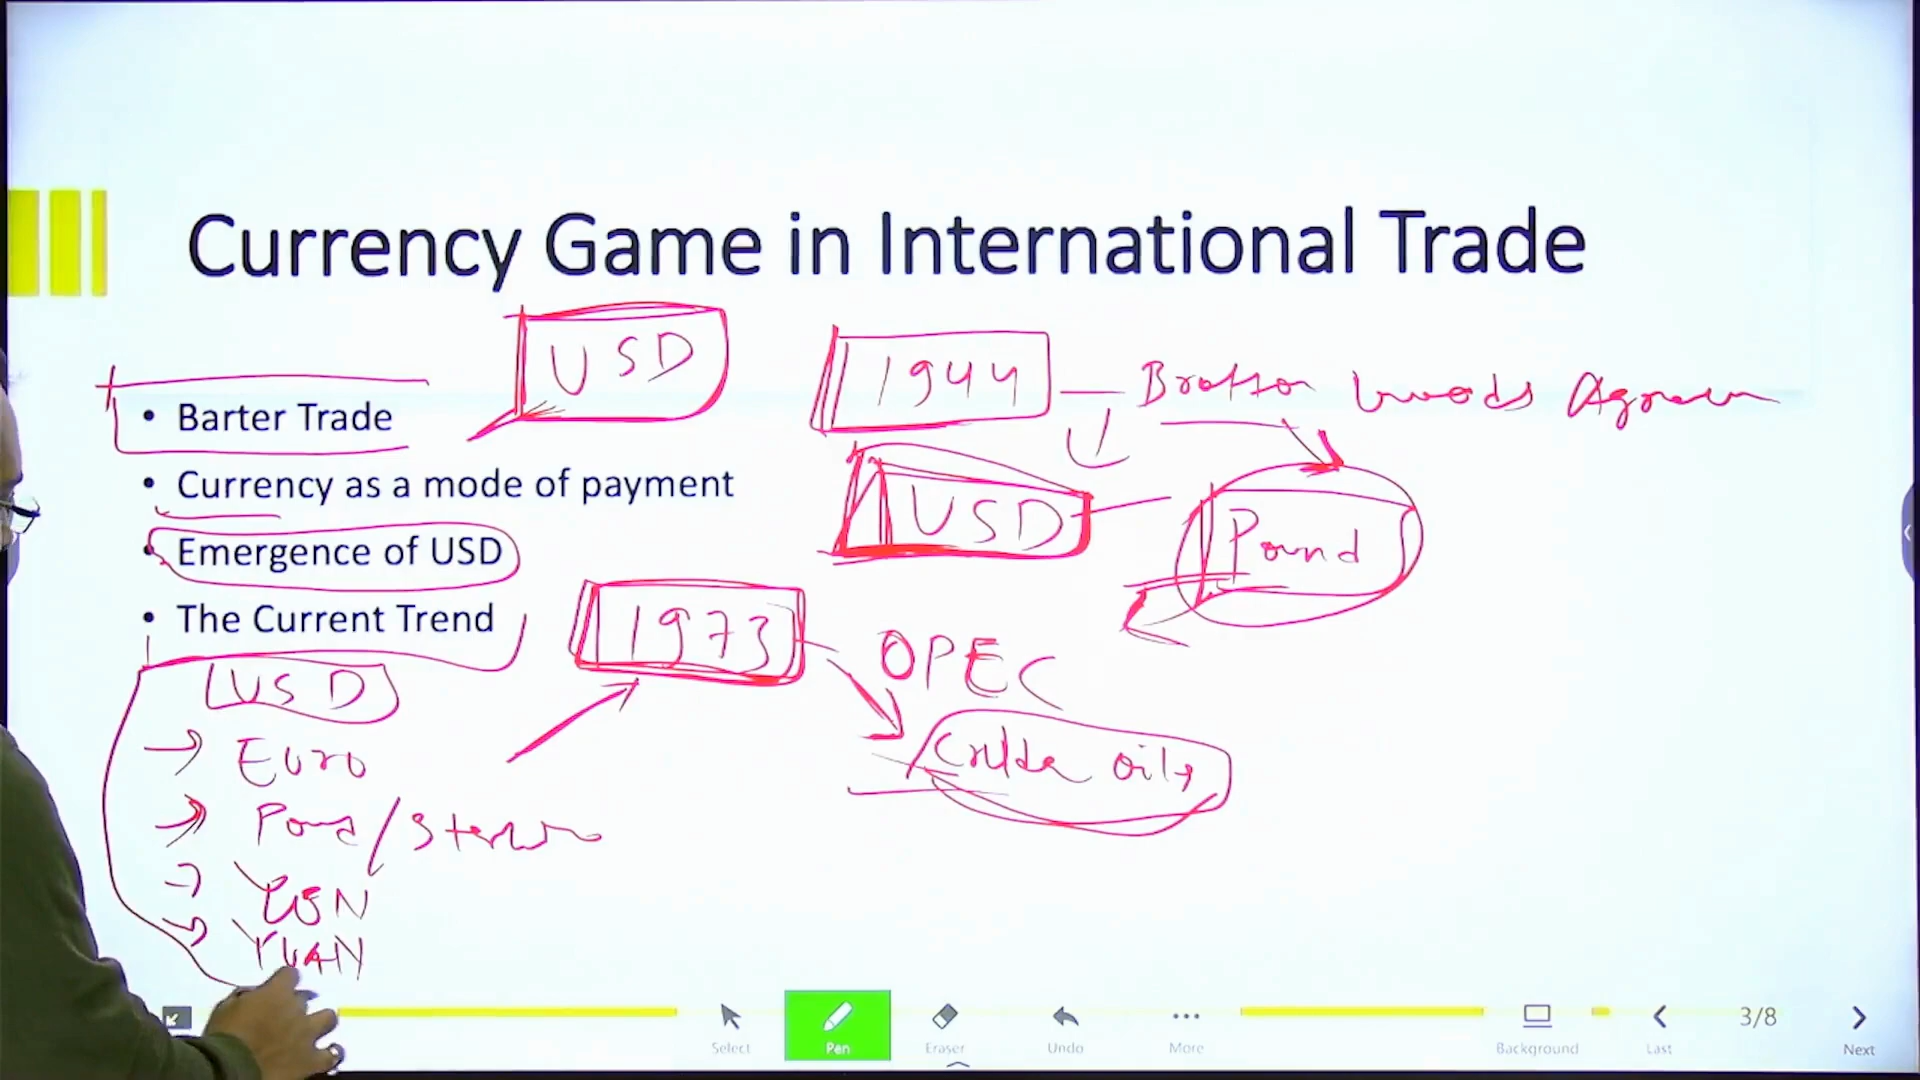 Currency Game in International Trade
USD
1944 — Bretton Woods Agreem
• Barter Trade
• Currency as a mode of payment
USD
Pound
• Emergence of USD
• The Current Trend
1973
OPEC
USD
Crude oil
Euro
Pound/
YEN
YUAN
Select
Pen
Eraser
Undo
More
Background
Last
3/8
Next